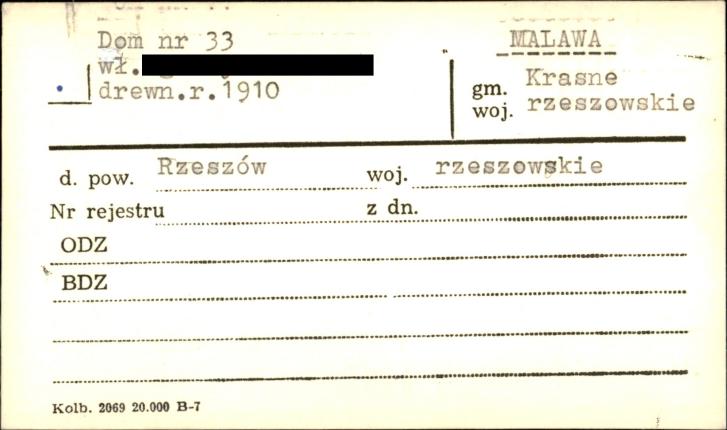 Dom nr 33
MALAWA
wł.
drewn.r.1910
gm. Krasne
woj. rzeszowskie
d. pow. Rzeszów woj. rzeszowskie
Nr rejestru z dn.
ODZ
BDZ
Kolb. 2069 20.000 B-7